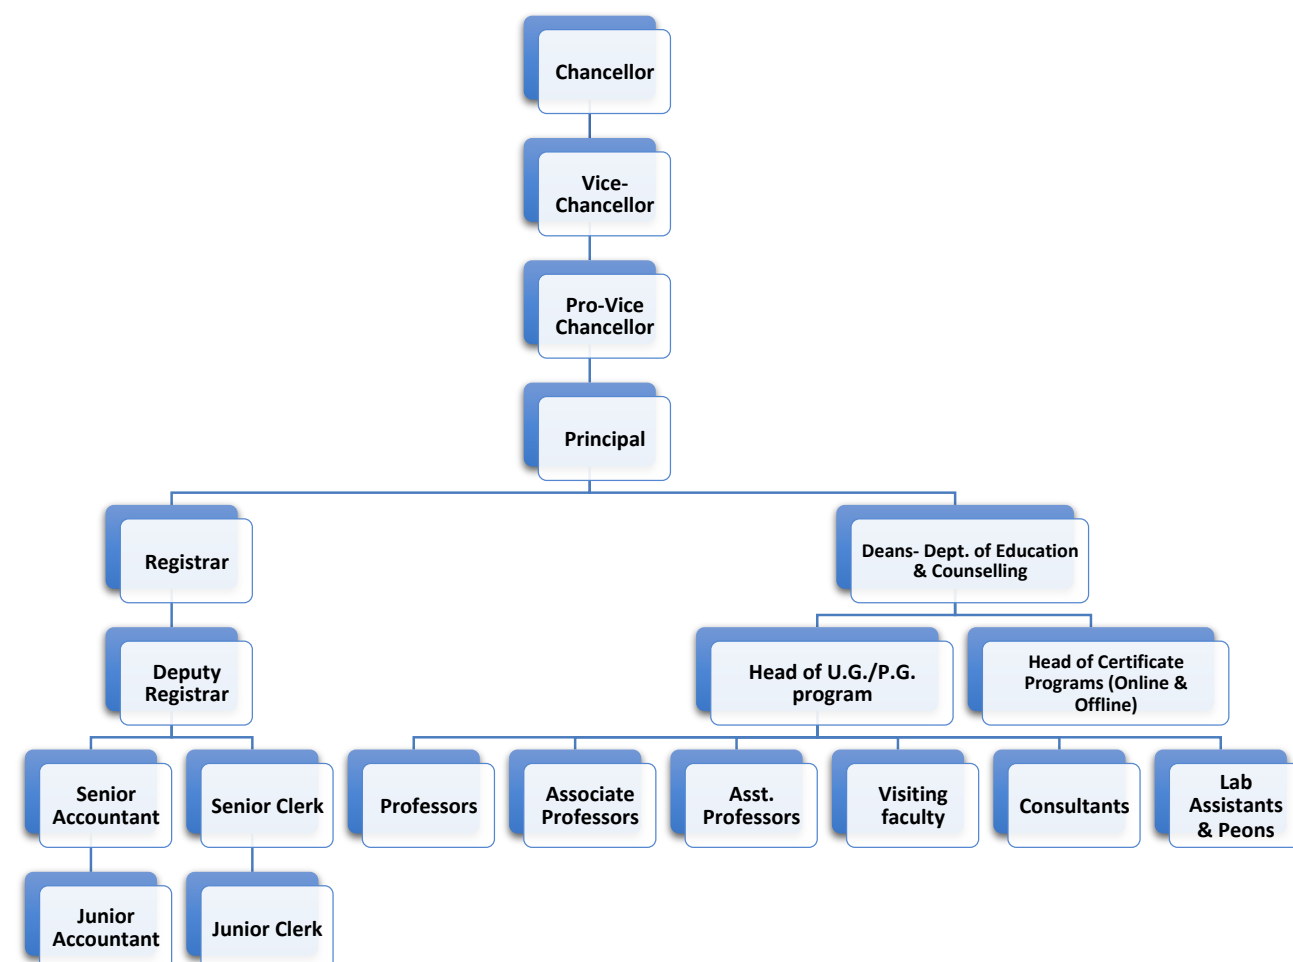 Chancellor
Vice-
Chancellor
Pro-Vice
Chancellor
Principal
Registrar
Deans- Dept. of Education
& Counselling
Deputy
Registrar
Head of U.G./P.G.
program
Head of Certificate
Programs (Online &
Offline)
Senior
Accountant
Senior Clerk
Professors
Associate
Professors
Asst.
Professors
Visiting
faculty
Consultants
Lab
Assistants
& Peons
Junior
Accountant
Junior Clerk